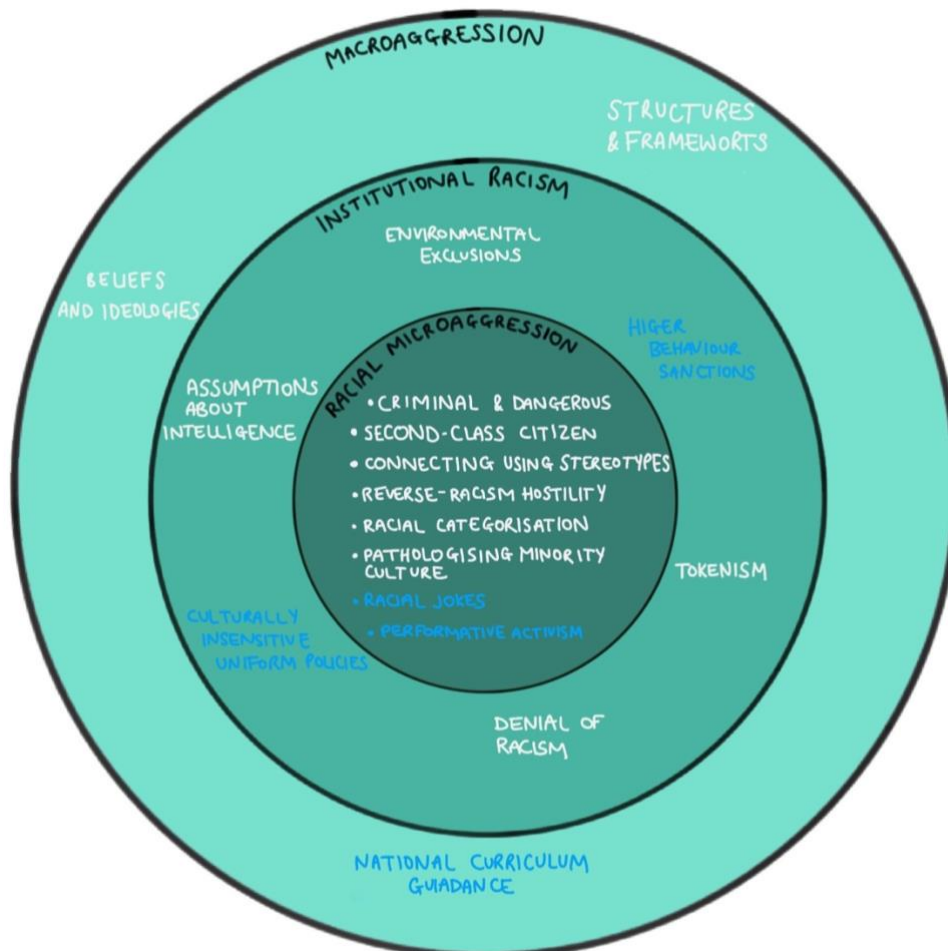 MACROAGGRESSION
STRUCTURES
& FRAMEWORTS
INSTITUTIONAL RACISM
ENVIRONMENTAL
EXCLUSIONS
BELIEFS
AND IDEOLOGIES
HIGER
BEHAVIOUR
SANCTIONS
RACIAL MICROAGGRESSION
ASSUMPTIONS
ABOUT
INTELLIGENCE
• CRIMINAL & DANGEROUS
• SECOND-CLASS CITIZEN
• CONNECTING USING STEREOTYPES
• REVERSE-RACISM HOSTILITY
• RACIAL CATEGORISATION
• PATHOLOGISING MINORITY
CULTURE
• RACIAL JOKES
• PERFORMATIVE ACTIVISM
TOKENISM
CULTURALLY
INSENSITIVE
UNIFORM POLICIES
DENIAL OF
RACISM
NATIONAL CURRICULUM
GUIADANCE